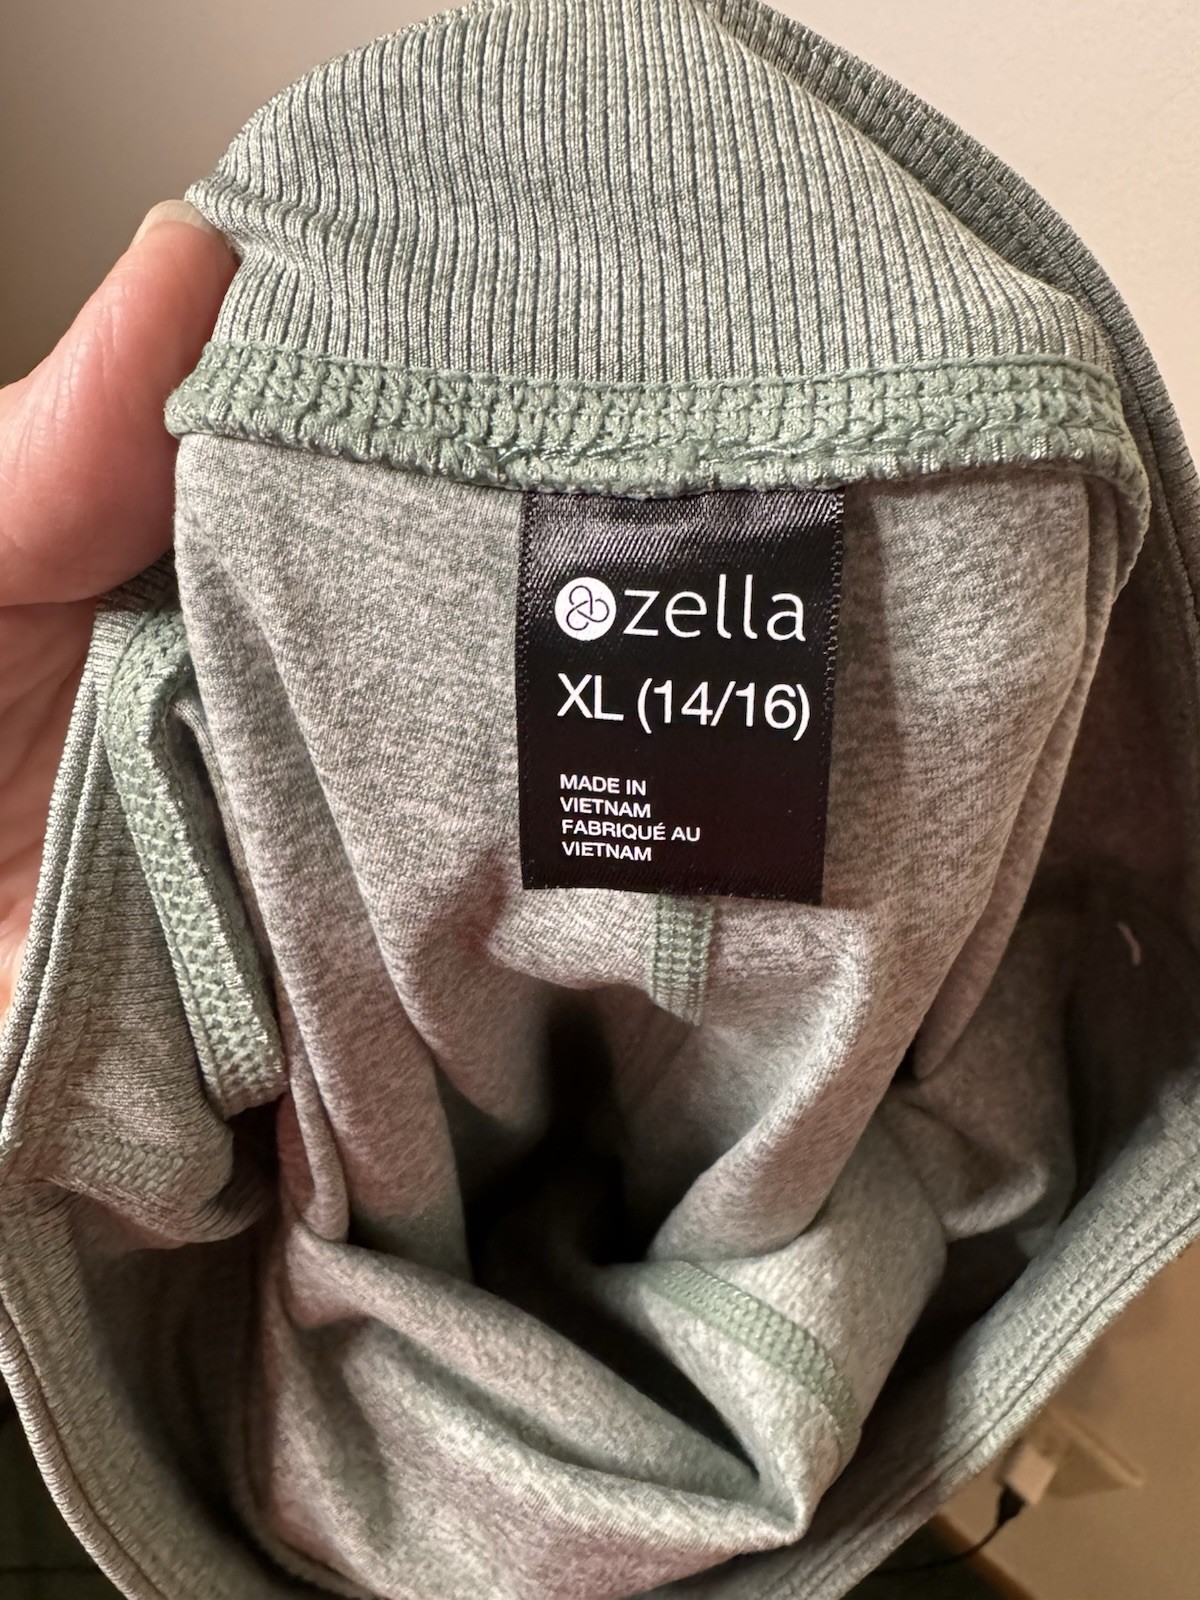 zella
XL (14/16)
MADE IN
VIETNAM
FABRIQUÉ AU
VIETNAM